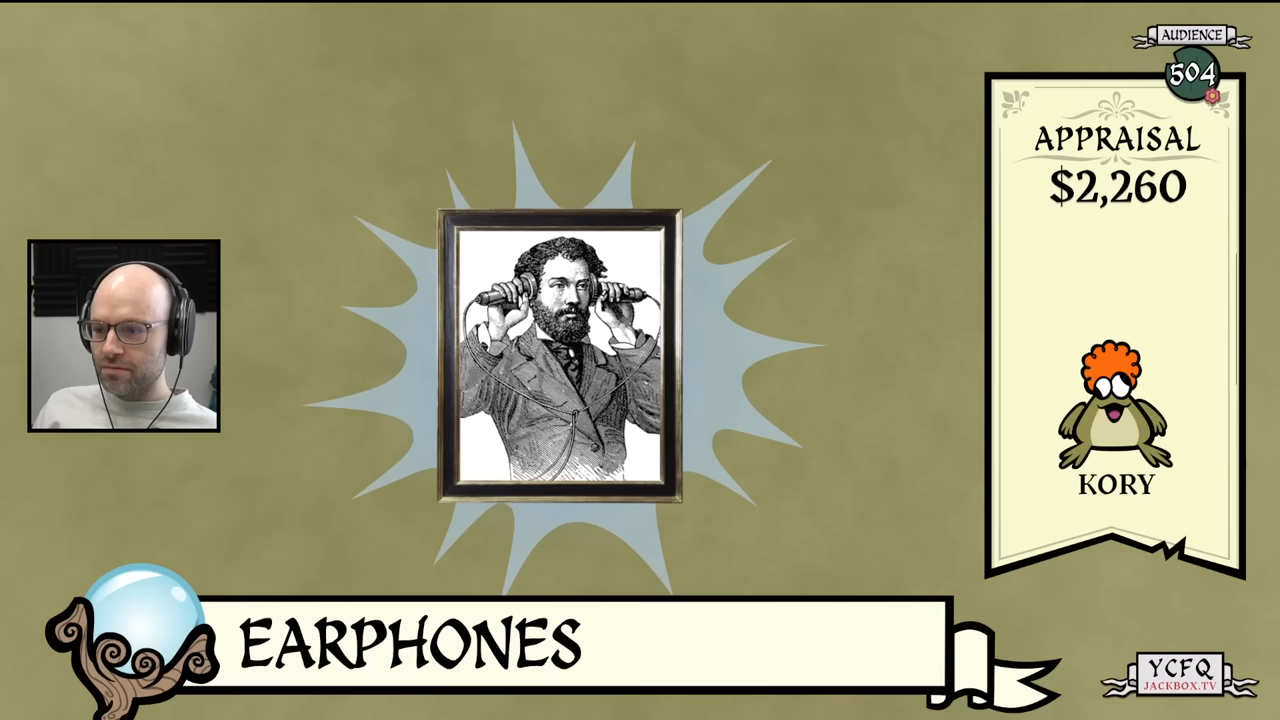 AUDIENCE
504
APPRAISAL
$2,260
KORY
EARPHONES
YCFQ
JACKBOX.TV